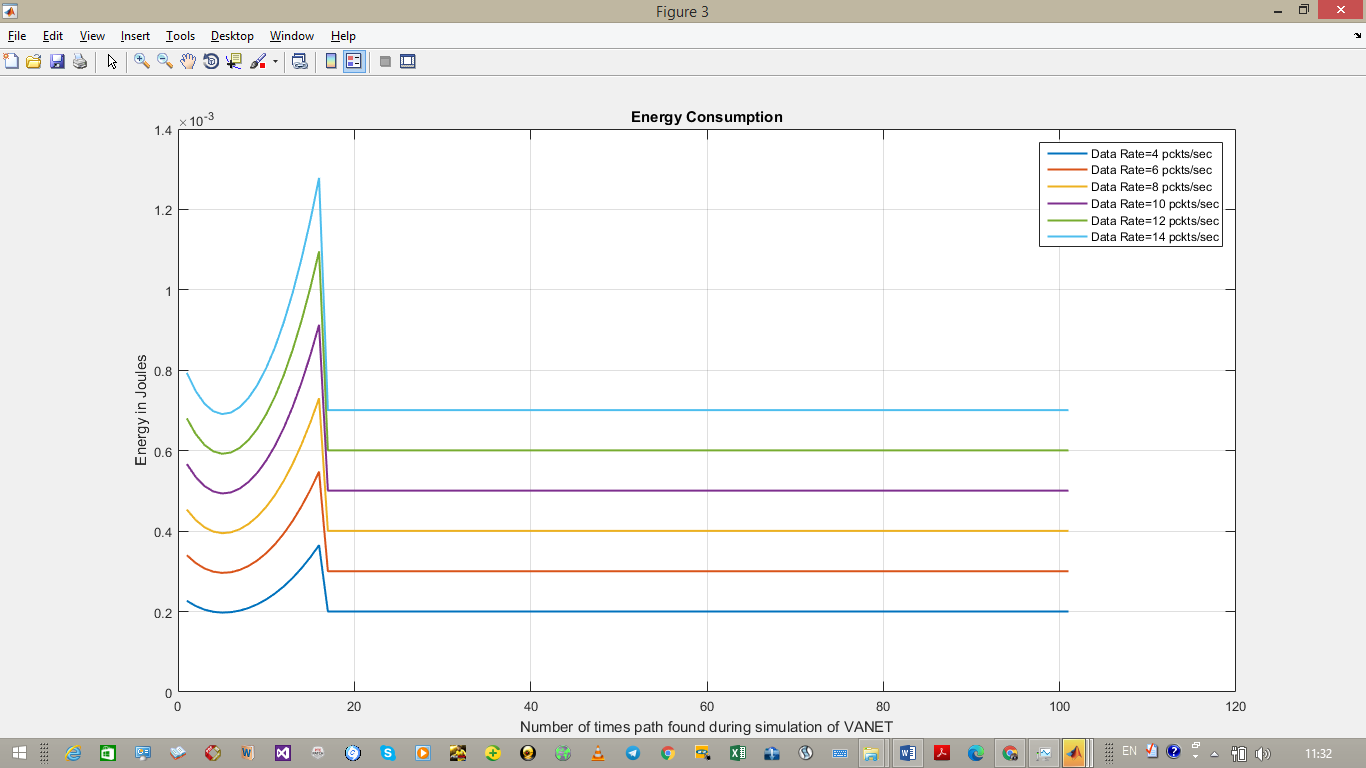 Figure 3
File Edit View Insert Tools Desktop Window Help
Energy Consumption
×10-3
1.4
1.2
1
0.8
0.6
0.4
0.2
0
Energy in Joules
Data Rate=4 pckts/sec
Data Rate=6 pckts/sec
Data Rate=8 pckts/sec
Data Rate=10 pckts/sec
Data Rate=12 pckts/sec
Data Rate=14 pckts/sec
0 20 40 60 80 100 120
Number of times path found during simulation of VANET
EN 11:32